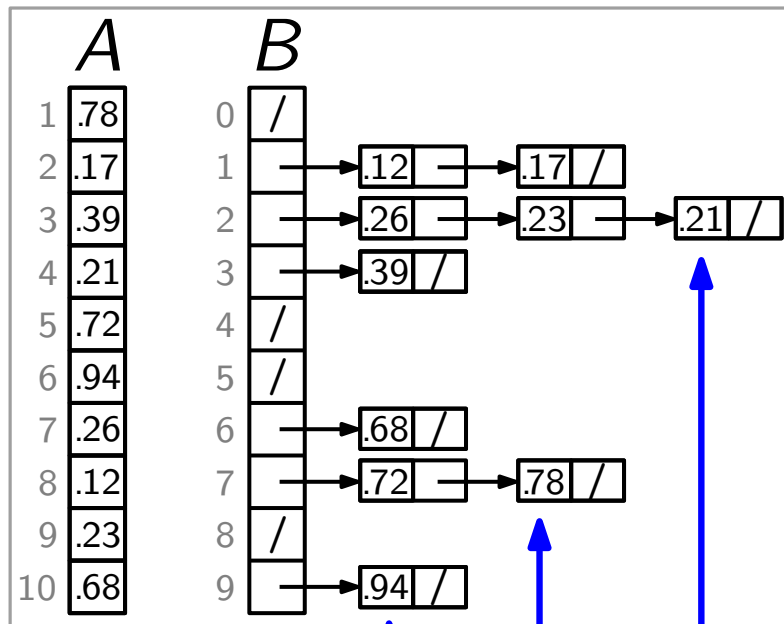 A B
1 .78 0 /
2 .17 1 .12 .17 /
3 .39 2 .26 .23 .21 /
4 .21 3 .39 /
5 .72 4 /
6 .94 5 /
7 .26 6 .68 /
8 .12 7 .72 .78 /
9 .23 8 /
10 .68 9 .94 /